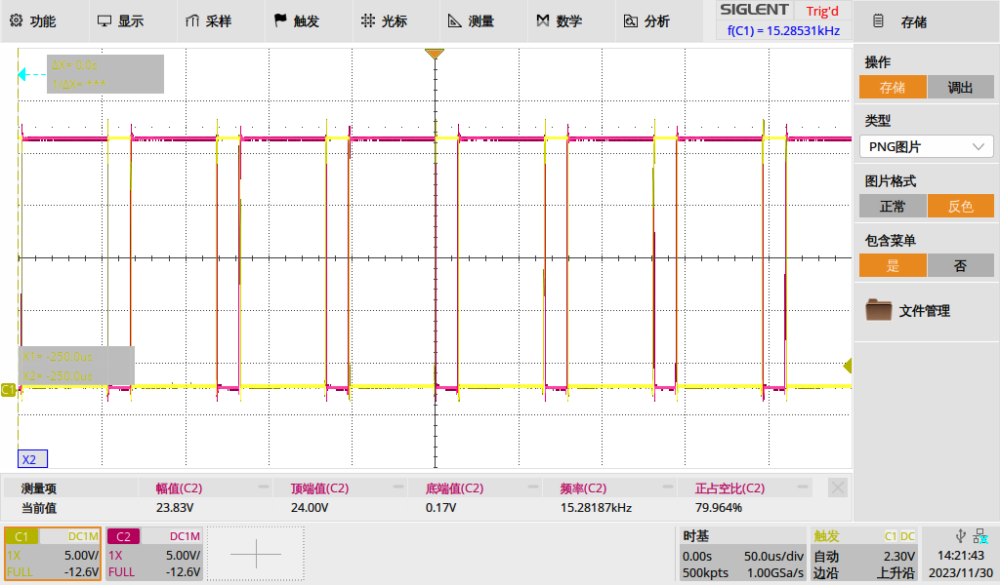 功能 显示 采样 触发 光标 测量 数学 分析 SIGLENT Trig'd 存储
f(C1) = 15.28531kHz
操作
存储 调出
类型
PNG图片
图片格式
正常 反色
包含菜单
是 否
文件管理
ΔX= 0.0s
1/ΔX= ***
X1= -250.0us
X2= -250.0us
C1
X2
测量项 幅值(C2) 顶端值(C2) 底端值(C2) 频率(C2) 正占空比(C2)
当前值 23.83V 24.00V 0.17V 15.28187kHz 79.964%
C1 DC1M
1X 5.00V/
FULL -12.6V
C2 DC1M
1X 5.00V/
FULL -12.6V
时基
0.00s 50.0us/div
500kpts 1.00GSa/s
触发 C1 DC
自动 2.30V
边沿 上升沿
14:21:43
2023/11/30